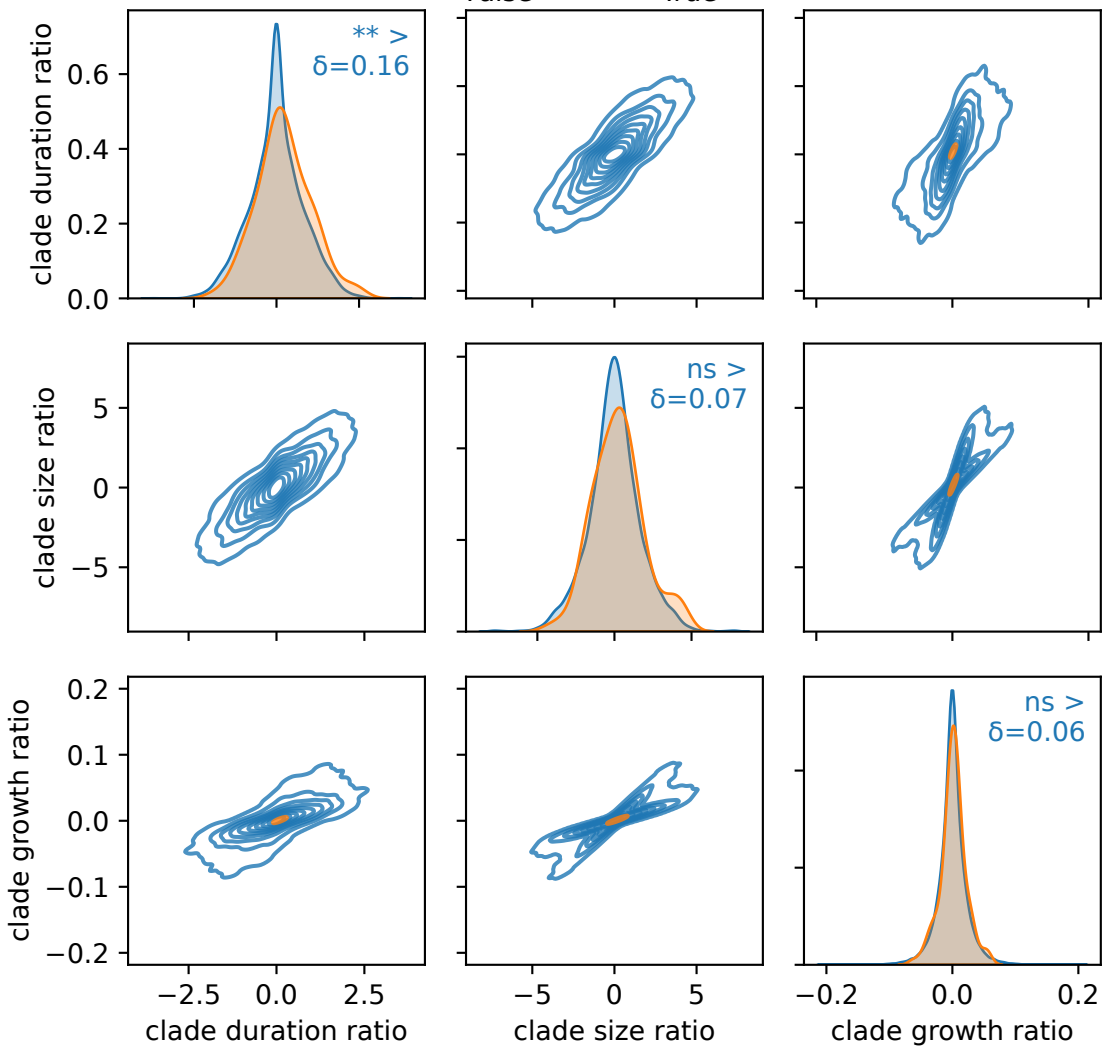 ** >
δ=0.16
clade duration ratio
0.6
0.4
0.2
0.0
ns >
δ=0.07
clade size ratio
5
0
−5
ns >
δ=0.06
clade growth ratio
0.2
0.1
0.0
−0.1
−0.2
−2.5 0.0 2.5
−5 0 5
−0.2 0.0 0.2
clade duration ratio
clade size ratio
clade growth ratio